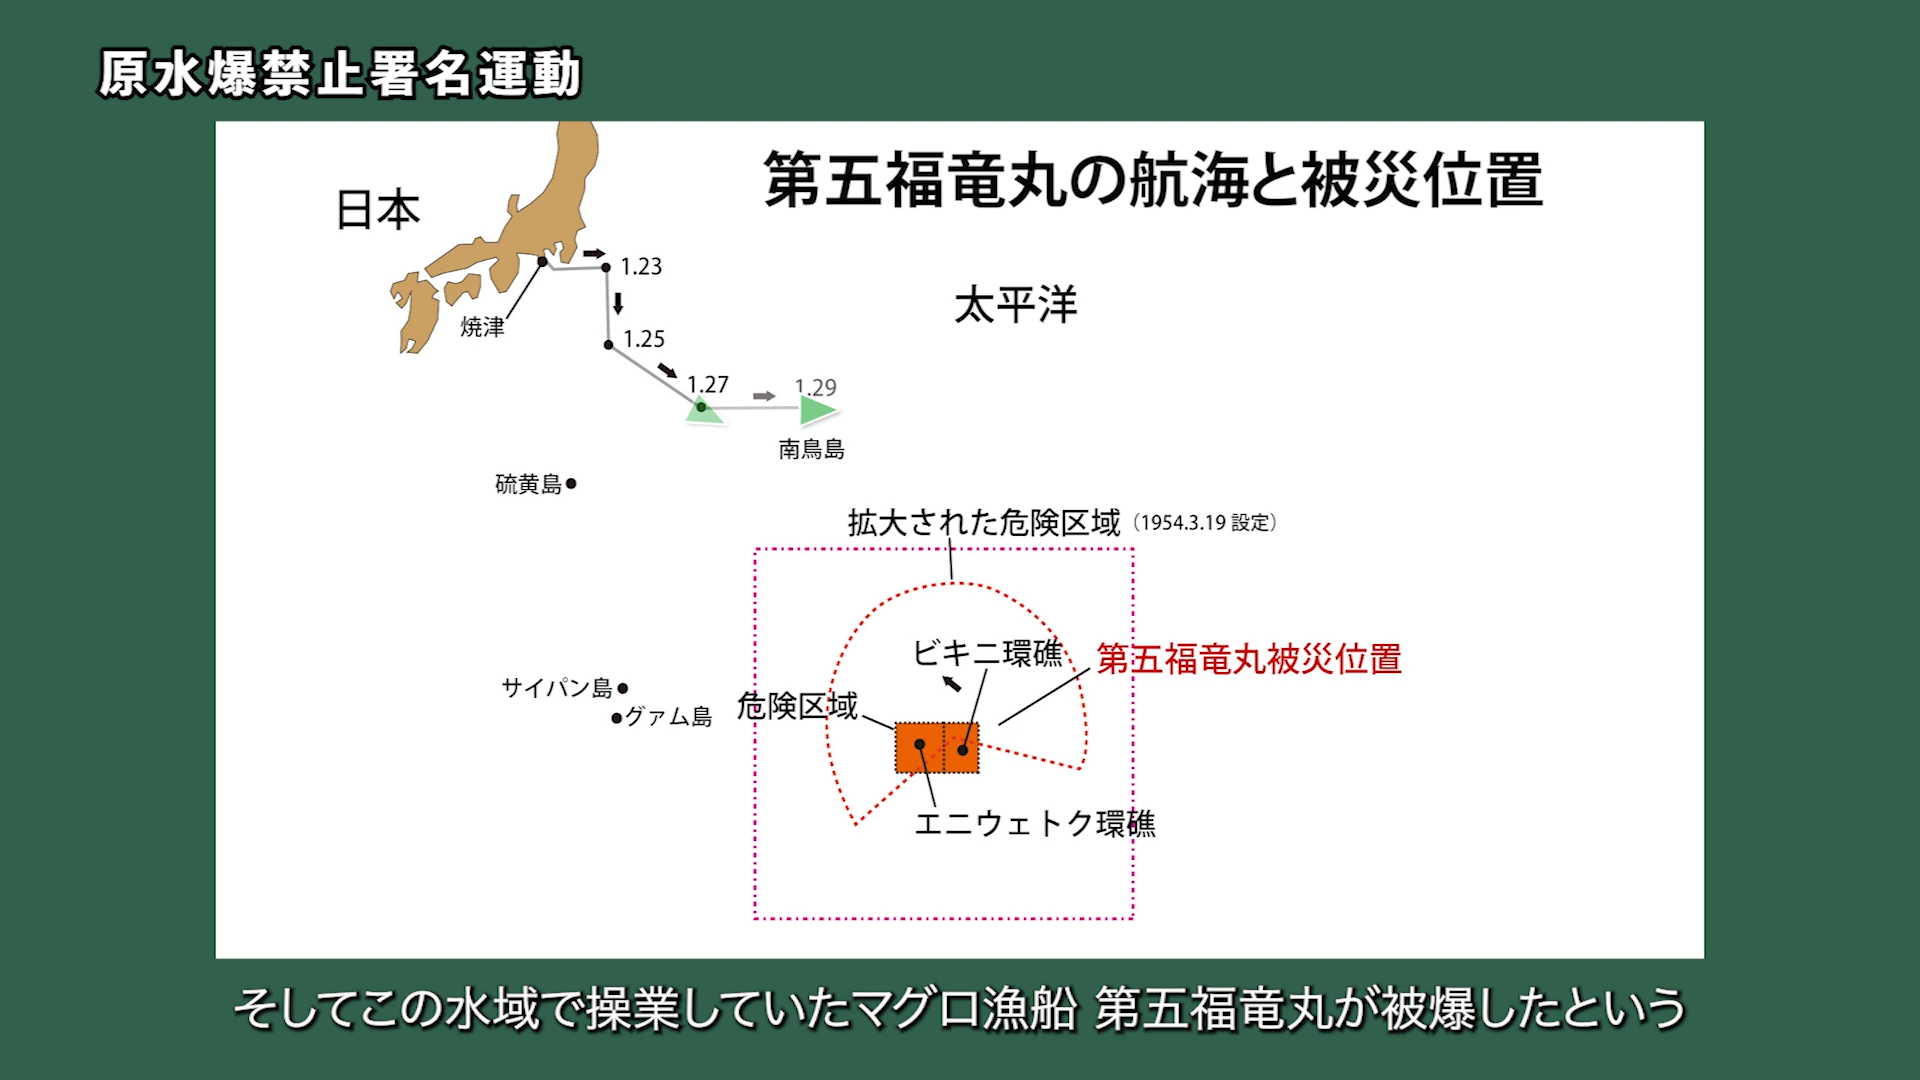 原水爆禁止署名運動
第五福竜丸の航海と被災位置
日本
太平洋
1.23
焼津
1.25
1.27
1.29
南鳥島
硫黄島
拡大された危険区域（1954.3.19 設定）
ビキニ環礁
第五福竜丸被災位置
サイパン島
グァム島
危険区域
エニウェトク環礁
そしてこの水域で操業していたマグロ漁船 第五福竜丸が被爆したという